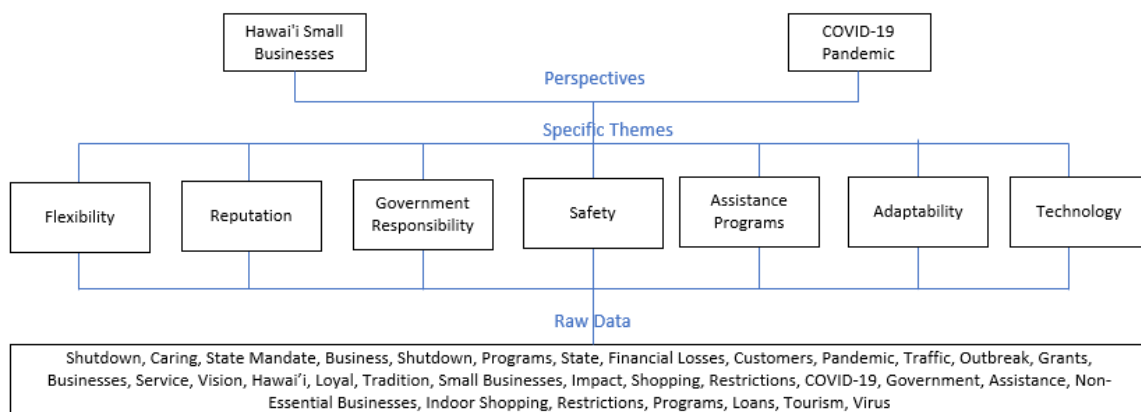 Hawai'i Small
Businesses
COVID-19
Pandemic
Perspectives
Specific Themes
Flexibility
Reputation
Government
Responsibility
Safety
Assistance
Programs
Adaptability
Technology
Raw Data
Shutdown, Caring, State Mandate, Business, Shutdown, Programs, State, Financial Losses, Customers, Pandemic, Traffic, Outbreak, Grants,
Businesses, Service, Vision, Hawai’i, Loyal, Tradition, Small Businesses, Impact, Shopping, Restrictions, COVID-19, Government, Assistance, Non-
Essential Businesses, Indoor Shopping, Restrictions, Programs, Loans, Tourism, Virus